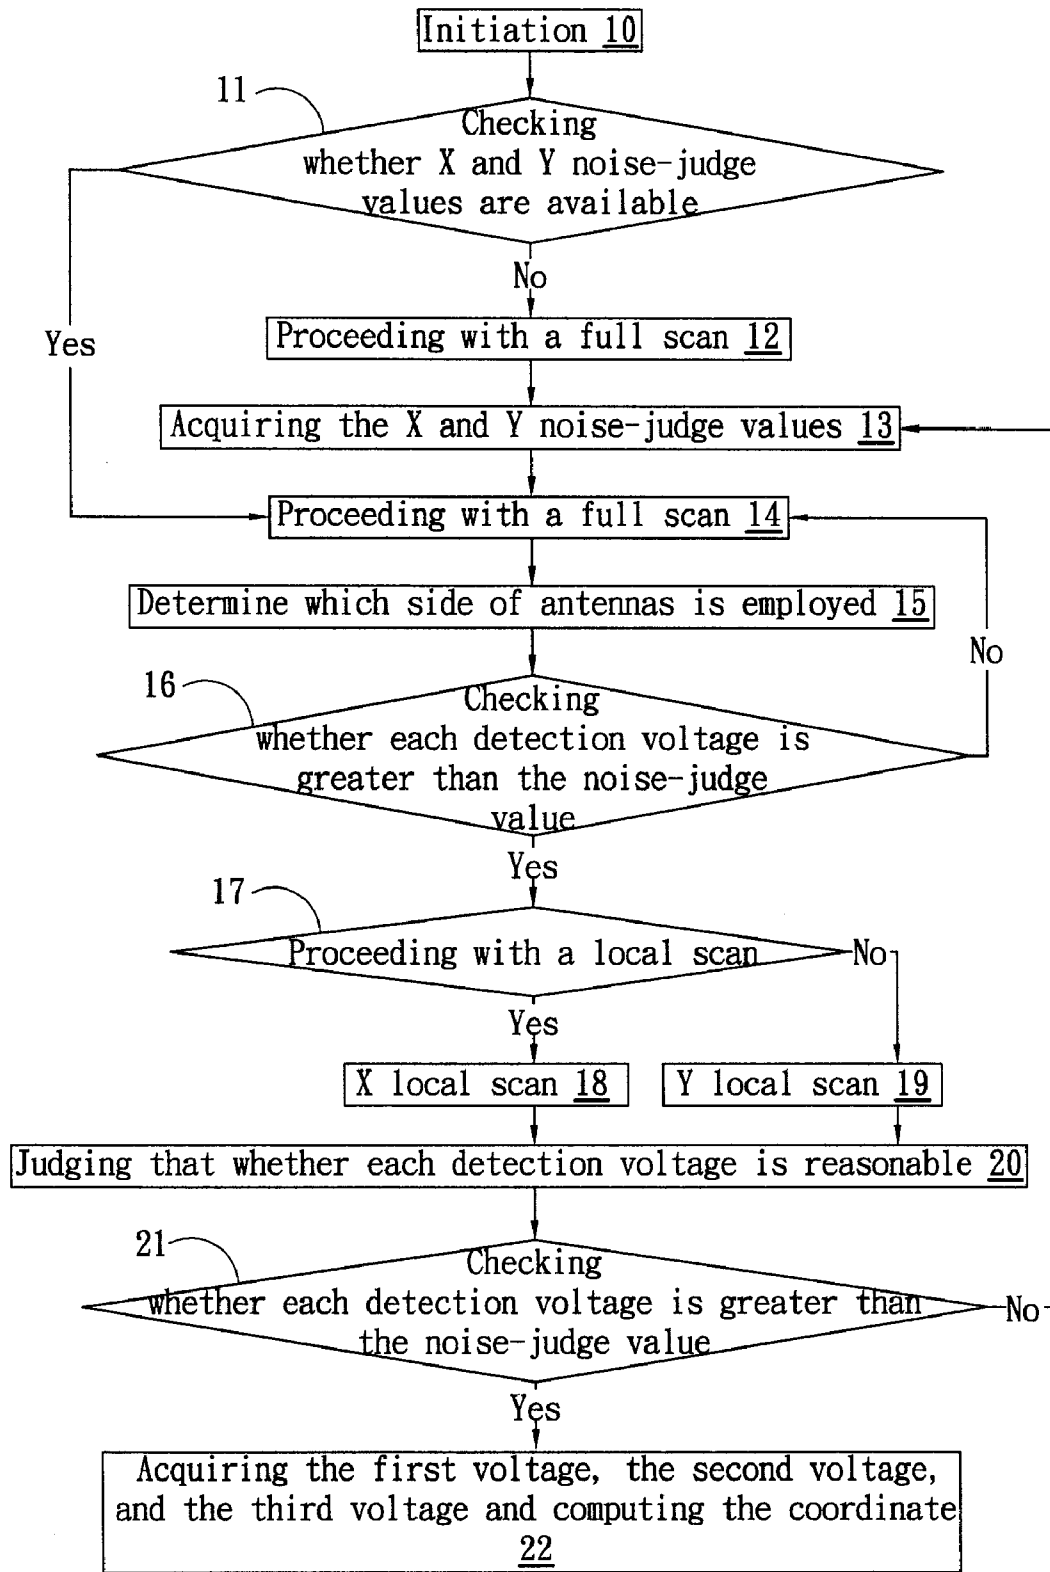 Initiation 10
11
Checking
whether X and Y noise-judge
values are available
No
Yes
Proceeding with a full scan 12
Acquiring the X and Y noise-judge values 13
Proceeding with a full scan 14
Determine which side of antennas is employed 15
No
16
Checking
whether each detection voltage is
greater than the noise-judge
value
Yes
17
Proceeding with a local scan
No
Yes
X local scan 18
Y local scan 19
Judging that whether each detection voltage is reasonable 20
21
Checking
whether each detection voltage is greater than
the noise-judge value
No
Yes
Acquiring the first voltage, the second voltage,
and the third voltage and computing the coordinate
22